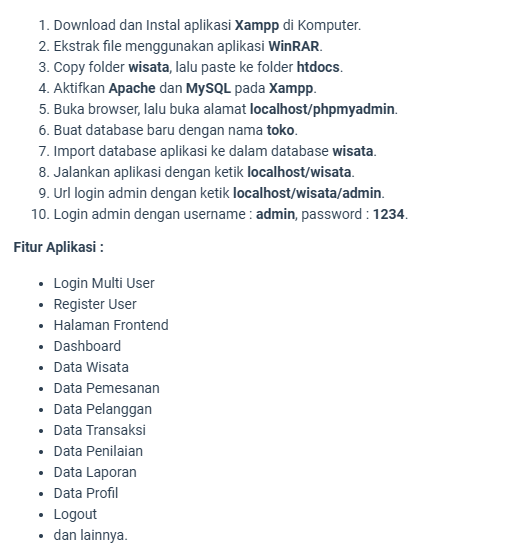 1. Download dan Instal aplikasi Xampp di Komputer.
2. Ekstrak file menggunakan aplikasi WinRAR.
3. Copy folder wisata, lalu paste ke folder htdocs.
4. Aktifkan Apache dan MySQL pada Xampp.
5. Buka browser, lalu buka alamat localhost/phpmyadmin.
6. Buat database baru dengan nama toko.
7. Import database aplikasi ke dalam database wisata.
8. Jalankan aplikasi dengan ketik localhost/wisata.
9. Url login admin dengan ketik localhost/wisata/admin.
10. Login admin dengan username : admin, password : 1234.
Fitur Aplikasi :
• Login Multi User
• Register User
• Halaman Frontend
• Dashboard
• Data Wisata
• Data Pemesanan
• Data Pelanggan
• Data Transaksi
• Data Penilaian
• Data Laporan
• Data Profil
• Logout
• dan lainnya.